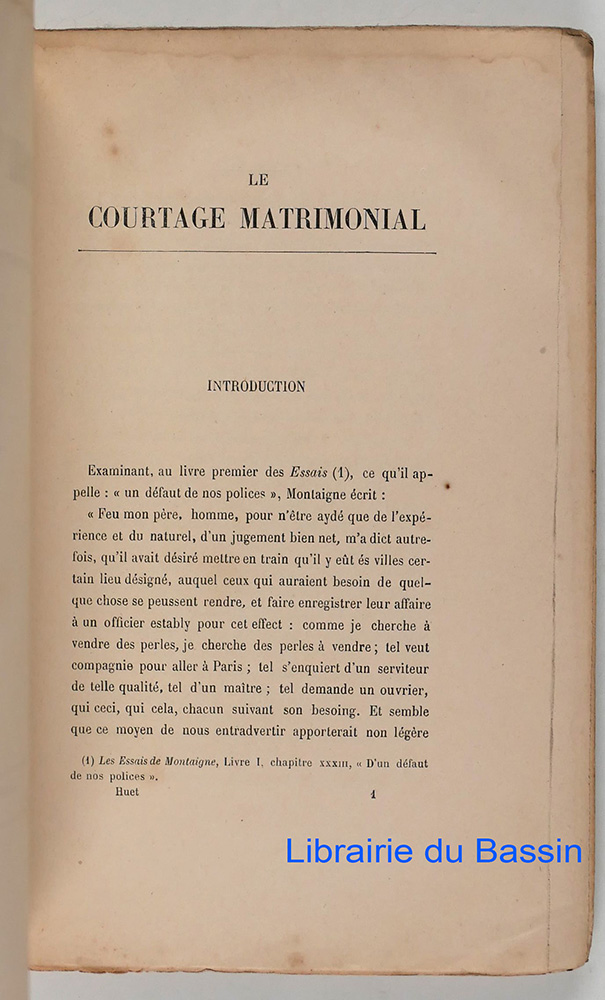 LE
COURTAGE MATRIMONIAL
INTRODUCTION
Examinant, au livre premier des Essais (1), ce qu'il ap-
pelle : « un défaut de nos polices », Montaigne écrit :
« Feu mon père, homme, pour n'être aydé que de l'expé-
rience et du naturel, d'un jugement bien net, m'a dict autre-
fois, qu'il avait désiré mettre en train qu'il y eût és villes cer-
tain lieu désigné, auquel ceux qui auraient besoin de quel-
que chose se peussent rendre, et faire enregistrer leur affaire
à un officier estably pour cet effect : comme je cherche à
vendre des perles, je cherche des perles à vendre ; tel veut
compagnie pour aller à Paris ; tel s'enquiert d'un serviteur
de telle qualité, tel d'un maître ; tel demande un ouvrier,
qui ceci, qui cela, chacun suivant son besoing. Et semble
que ce moyen de nous entradvertir apporterait non légère
(1) Les Essais de Montaigne, Livre I, chapitre XXXIII, « D'un défaut
de nos polices ».
Huet 1
Librairie du Bassin